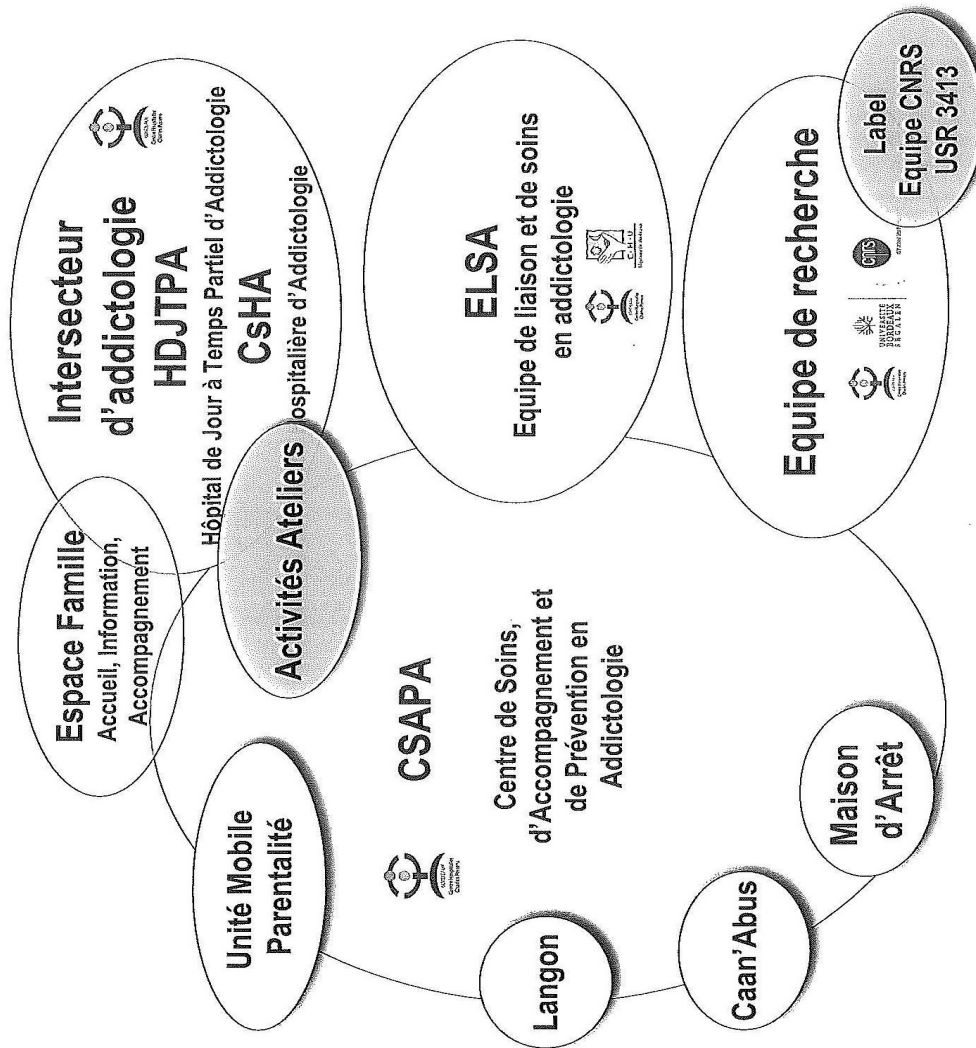 Espace Famille
Accueil, Information,
Accompagnement
Intersecteur
d'addictologie
HDJTPA
Hôpital de Jour à Temps Partiel d'Addictologie
CsHA
ospitalière d'Addictologie
Activités Ateliers
Unité Mobile
Parentalité
CSAPA
Centre de Soins,
d'Accompagnement et
de Prévention en
Addictologie
ELSA
Equipe de liaison et de soins
en addictologie
C·H·U
Langon
Caan'Abus
Maison
d'Arrêt
Equipe de recherche
UNIVERSITÉ
BORDEAUX
SEGALEN
cnrs
Label
Equipe CNRS
USR 3413